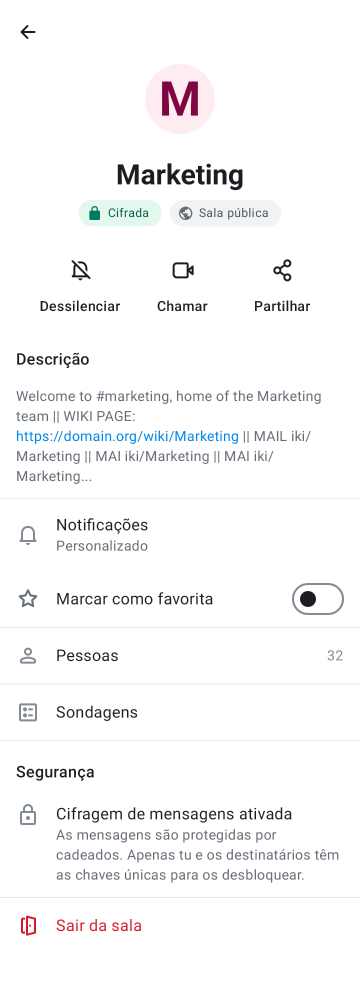 M
Marketing
Cifrada
Sala pública
Dessilenciar
Chamar
Partilhar
Descrição
Welcome to #marketing, home of the Marketing
team || WIKI PAGE:
https://domain.org/wiki/Marketing || MAIL iki/
Marketing || MAI iki/Marketing || MAI iki/
Marketing...
Notificações
Personalizado
Marcar como favorita
Pessoas
32
Sondagens
Segurança
Cifragem de mensagens ativada
As mensagens são protegidas por
cadeados. Apenas tu e os destinatários têm
as chaves únicas para os desbloquear.
Sair da sala